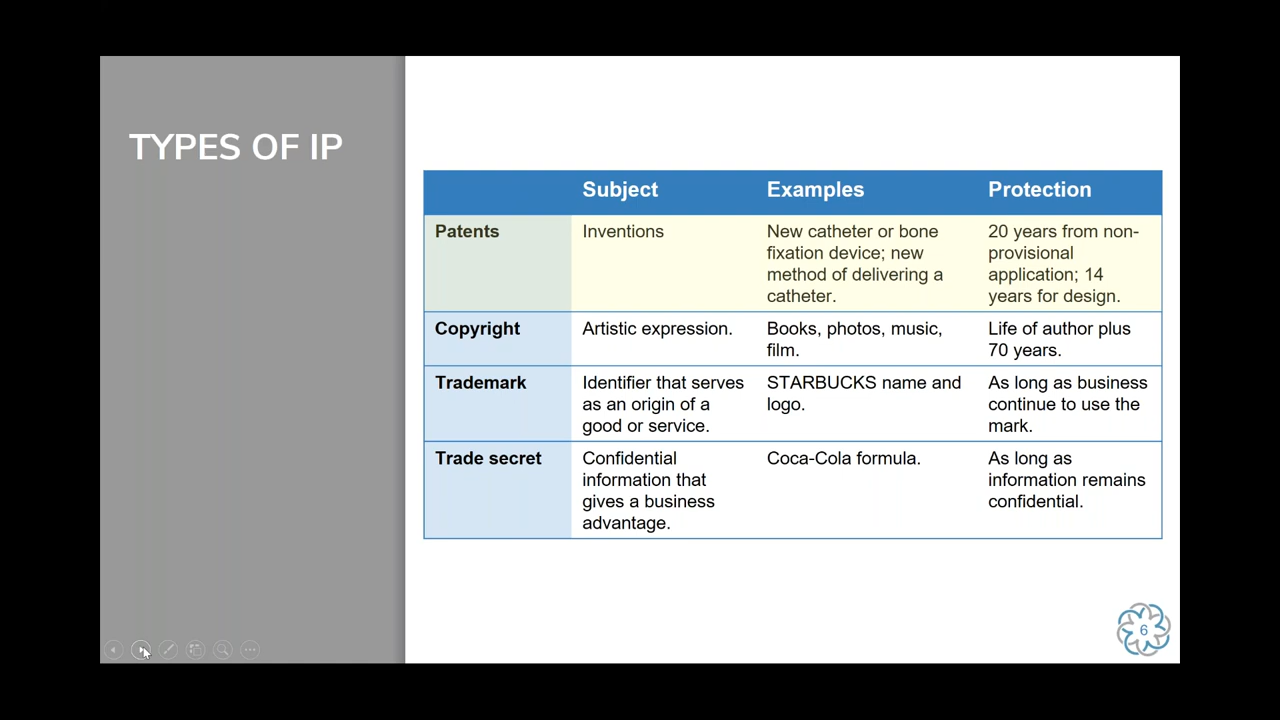 TYPES OF IP
Subject Examples Protection
Patents
Inventions
New catheter or bone
fixation device; new
method of delivering a
catheter.
20 years from non-
provisional
application; 14
years for design.
Copyright
Artistic expression.
Books, photos, music,
film.
Life of author plus
70 years.
Trademark
Identifier that serves
as an origin of a
good or service.
STARBUCKS name and
logo.
As long as business
continue to use the
mark.
Trade secret
Confidential
information that
gives a business
advantage.
Coca-Cola formula.
As long as
information remains
confidential.
6